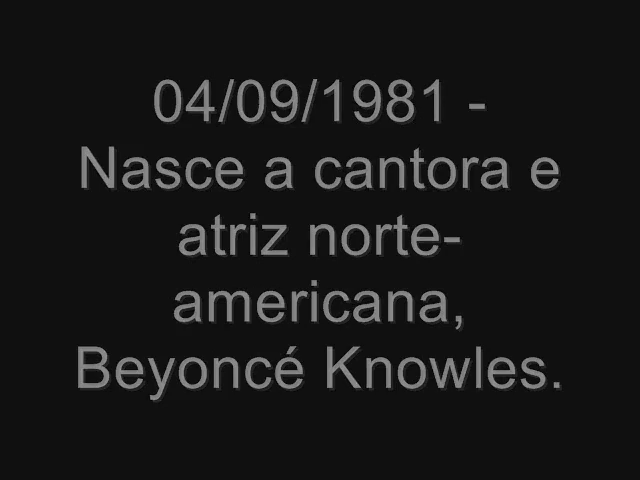 04/09/1981 -
Nasce a cantora e
atriz norte-
americana,
Beyoncé Knowles.